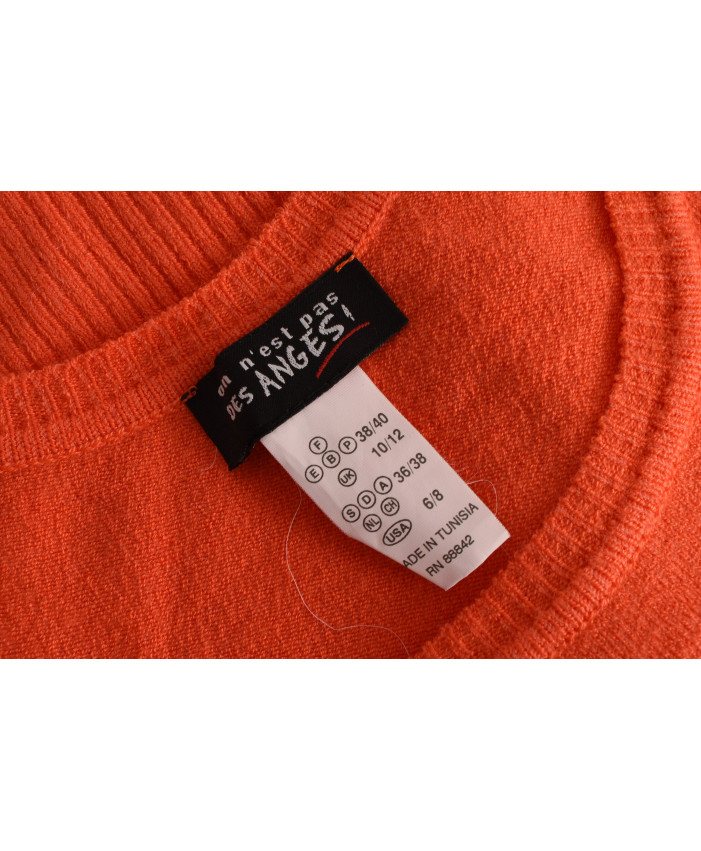 on n'est pas
DES ANGES!
F
E B P 38/40
UK 10/12
S D A 36/38
NL CH
USA 6/8
ADE IN TUNISIA
RN 88842